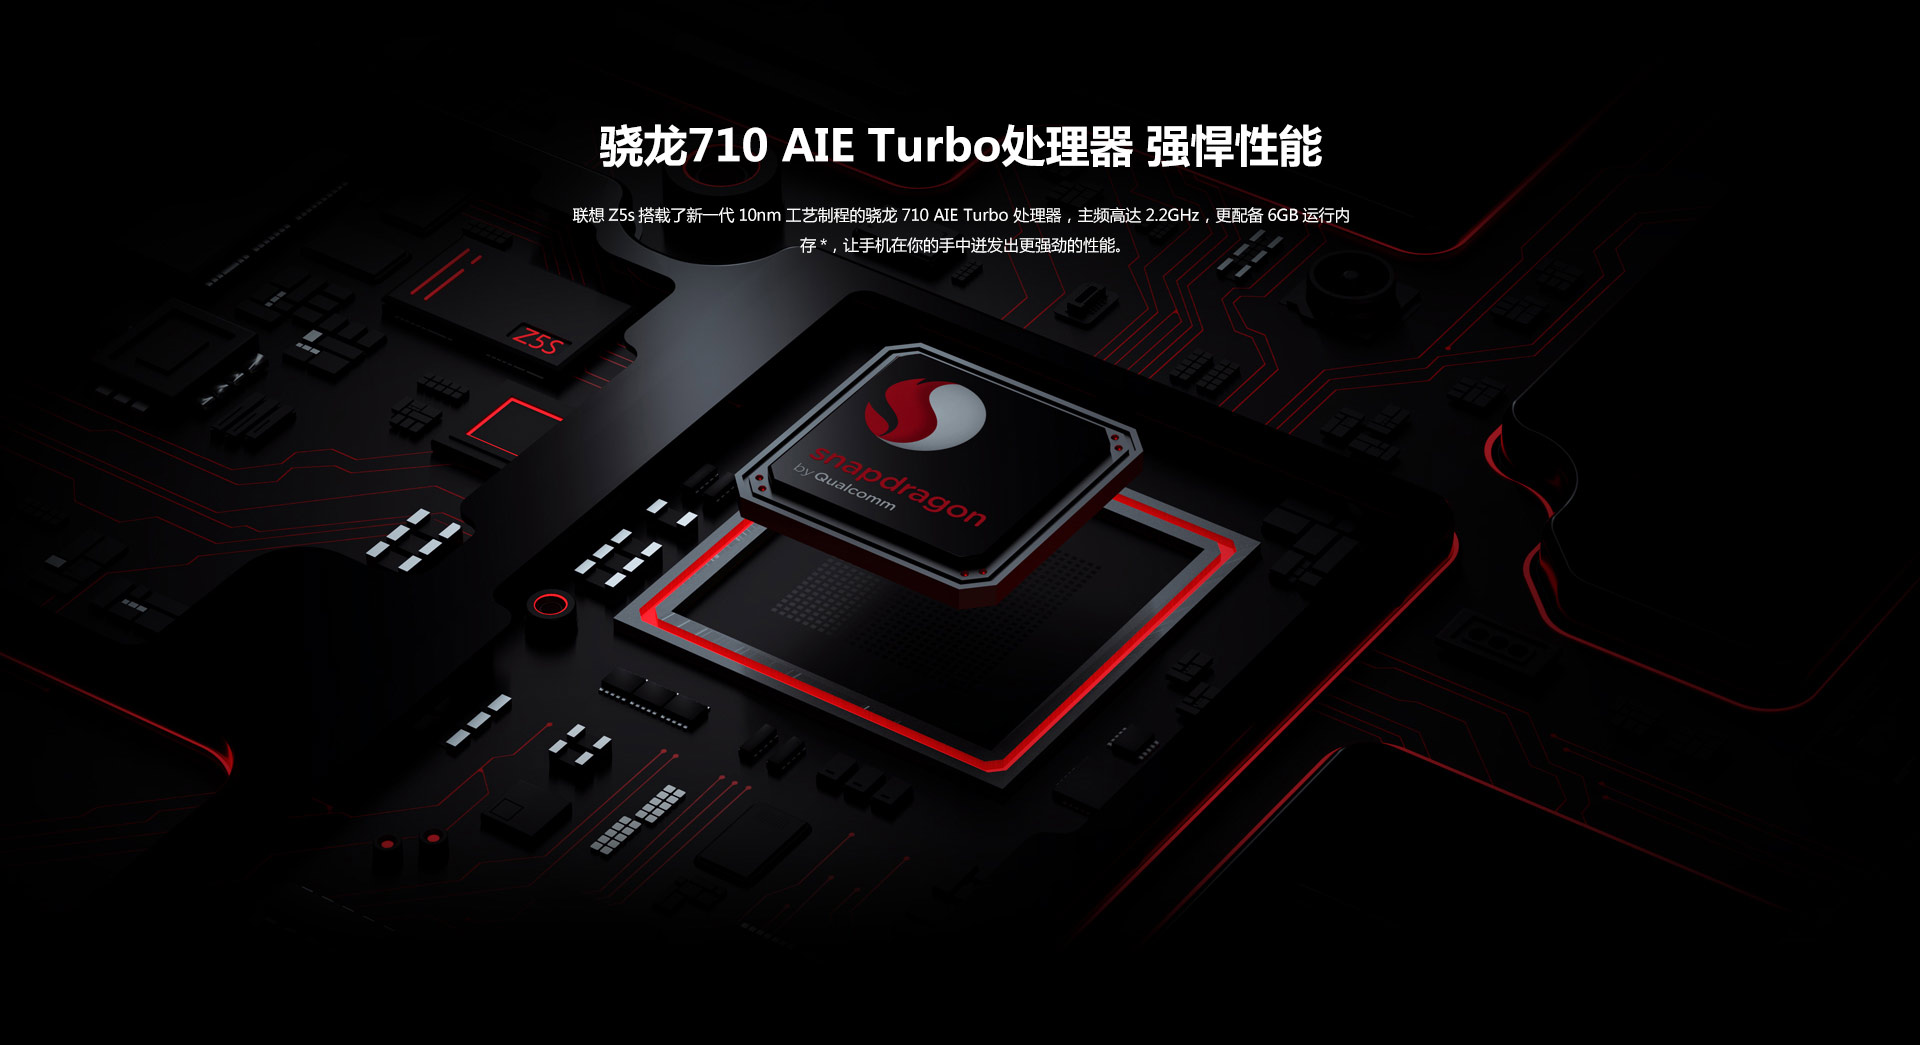 骁龙710 AIE Turbo处理器 强悍性能
联想 Z5s 搭载了新一代 10nm 工艺制程的骁龙 710 AIE Turbo 处理器，主频高达 2.2GHz，更配备 6GB 运行内
存 *，让手机在你的手中迸发出更强劲的性能。
Z5S
snapdragon
by Qualcomm